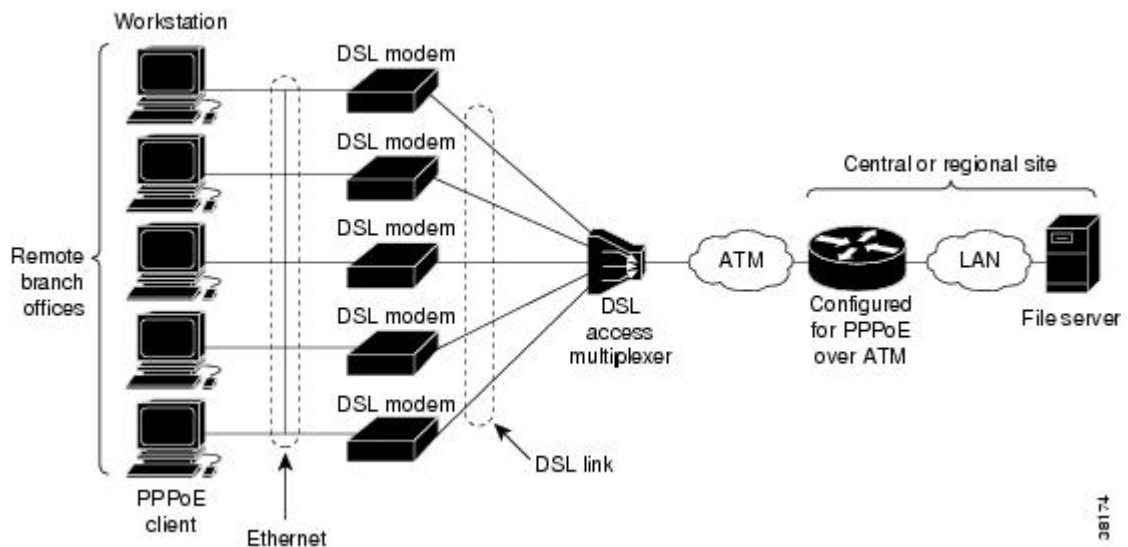 Workstation
DSL modem
DSL modem
DSL modem
DSL modem
DSL modem
Remote
branch
offices
PPPoE
client
Ethernet
DSL link
DSL
access
multiplexer
ATM
Central or regional site
Configured
for PPPoE
over ATM
LAN
File server
38174